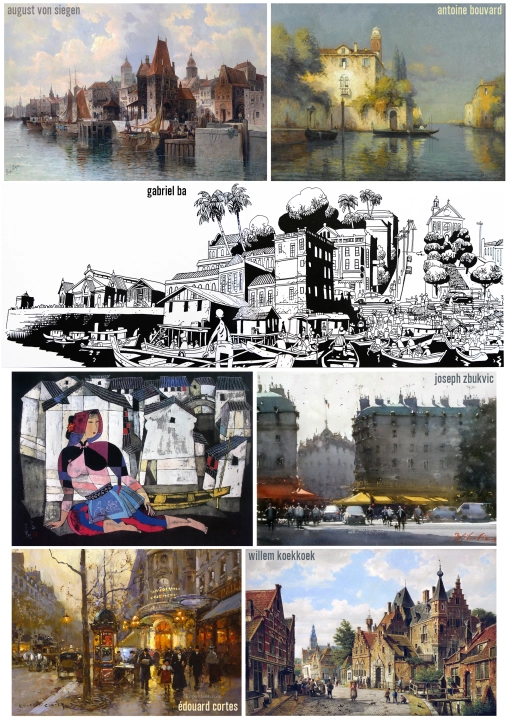 august von siegen
antoine bouvard
gabriel ba
joseph zbukvic
édouard cortes
willem koekkoek